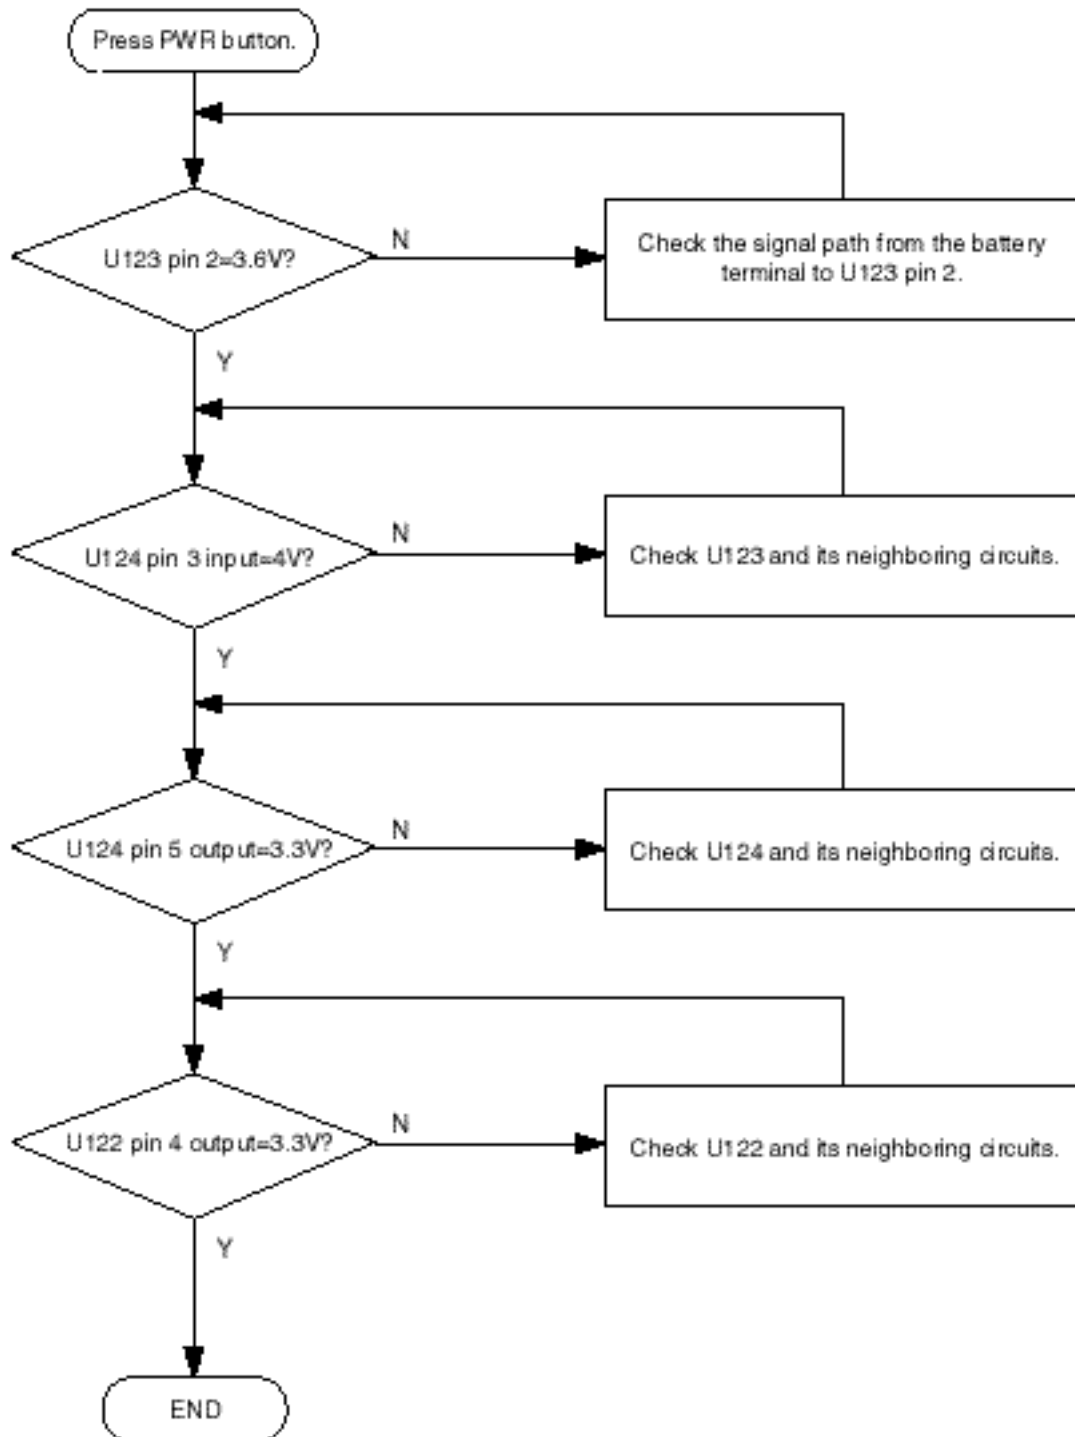 Press PWR button.
U123 pin 2=3.6V?
N
Check the signal path from the battery
terminal to U123 pin 2.
Y
U124 pin 3 input=4V?
N
Check U123 and its neighboring circuits.
Y
U124 pin 5 output=3.3V?
N
Check U124 and its neighboring circuits.
Y
U122 pin 4 output=3.3V?
N
Check U122 and its neighboring circuits.
Y
END